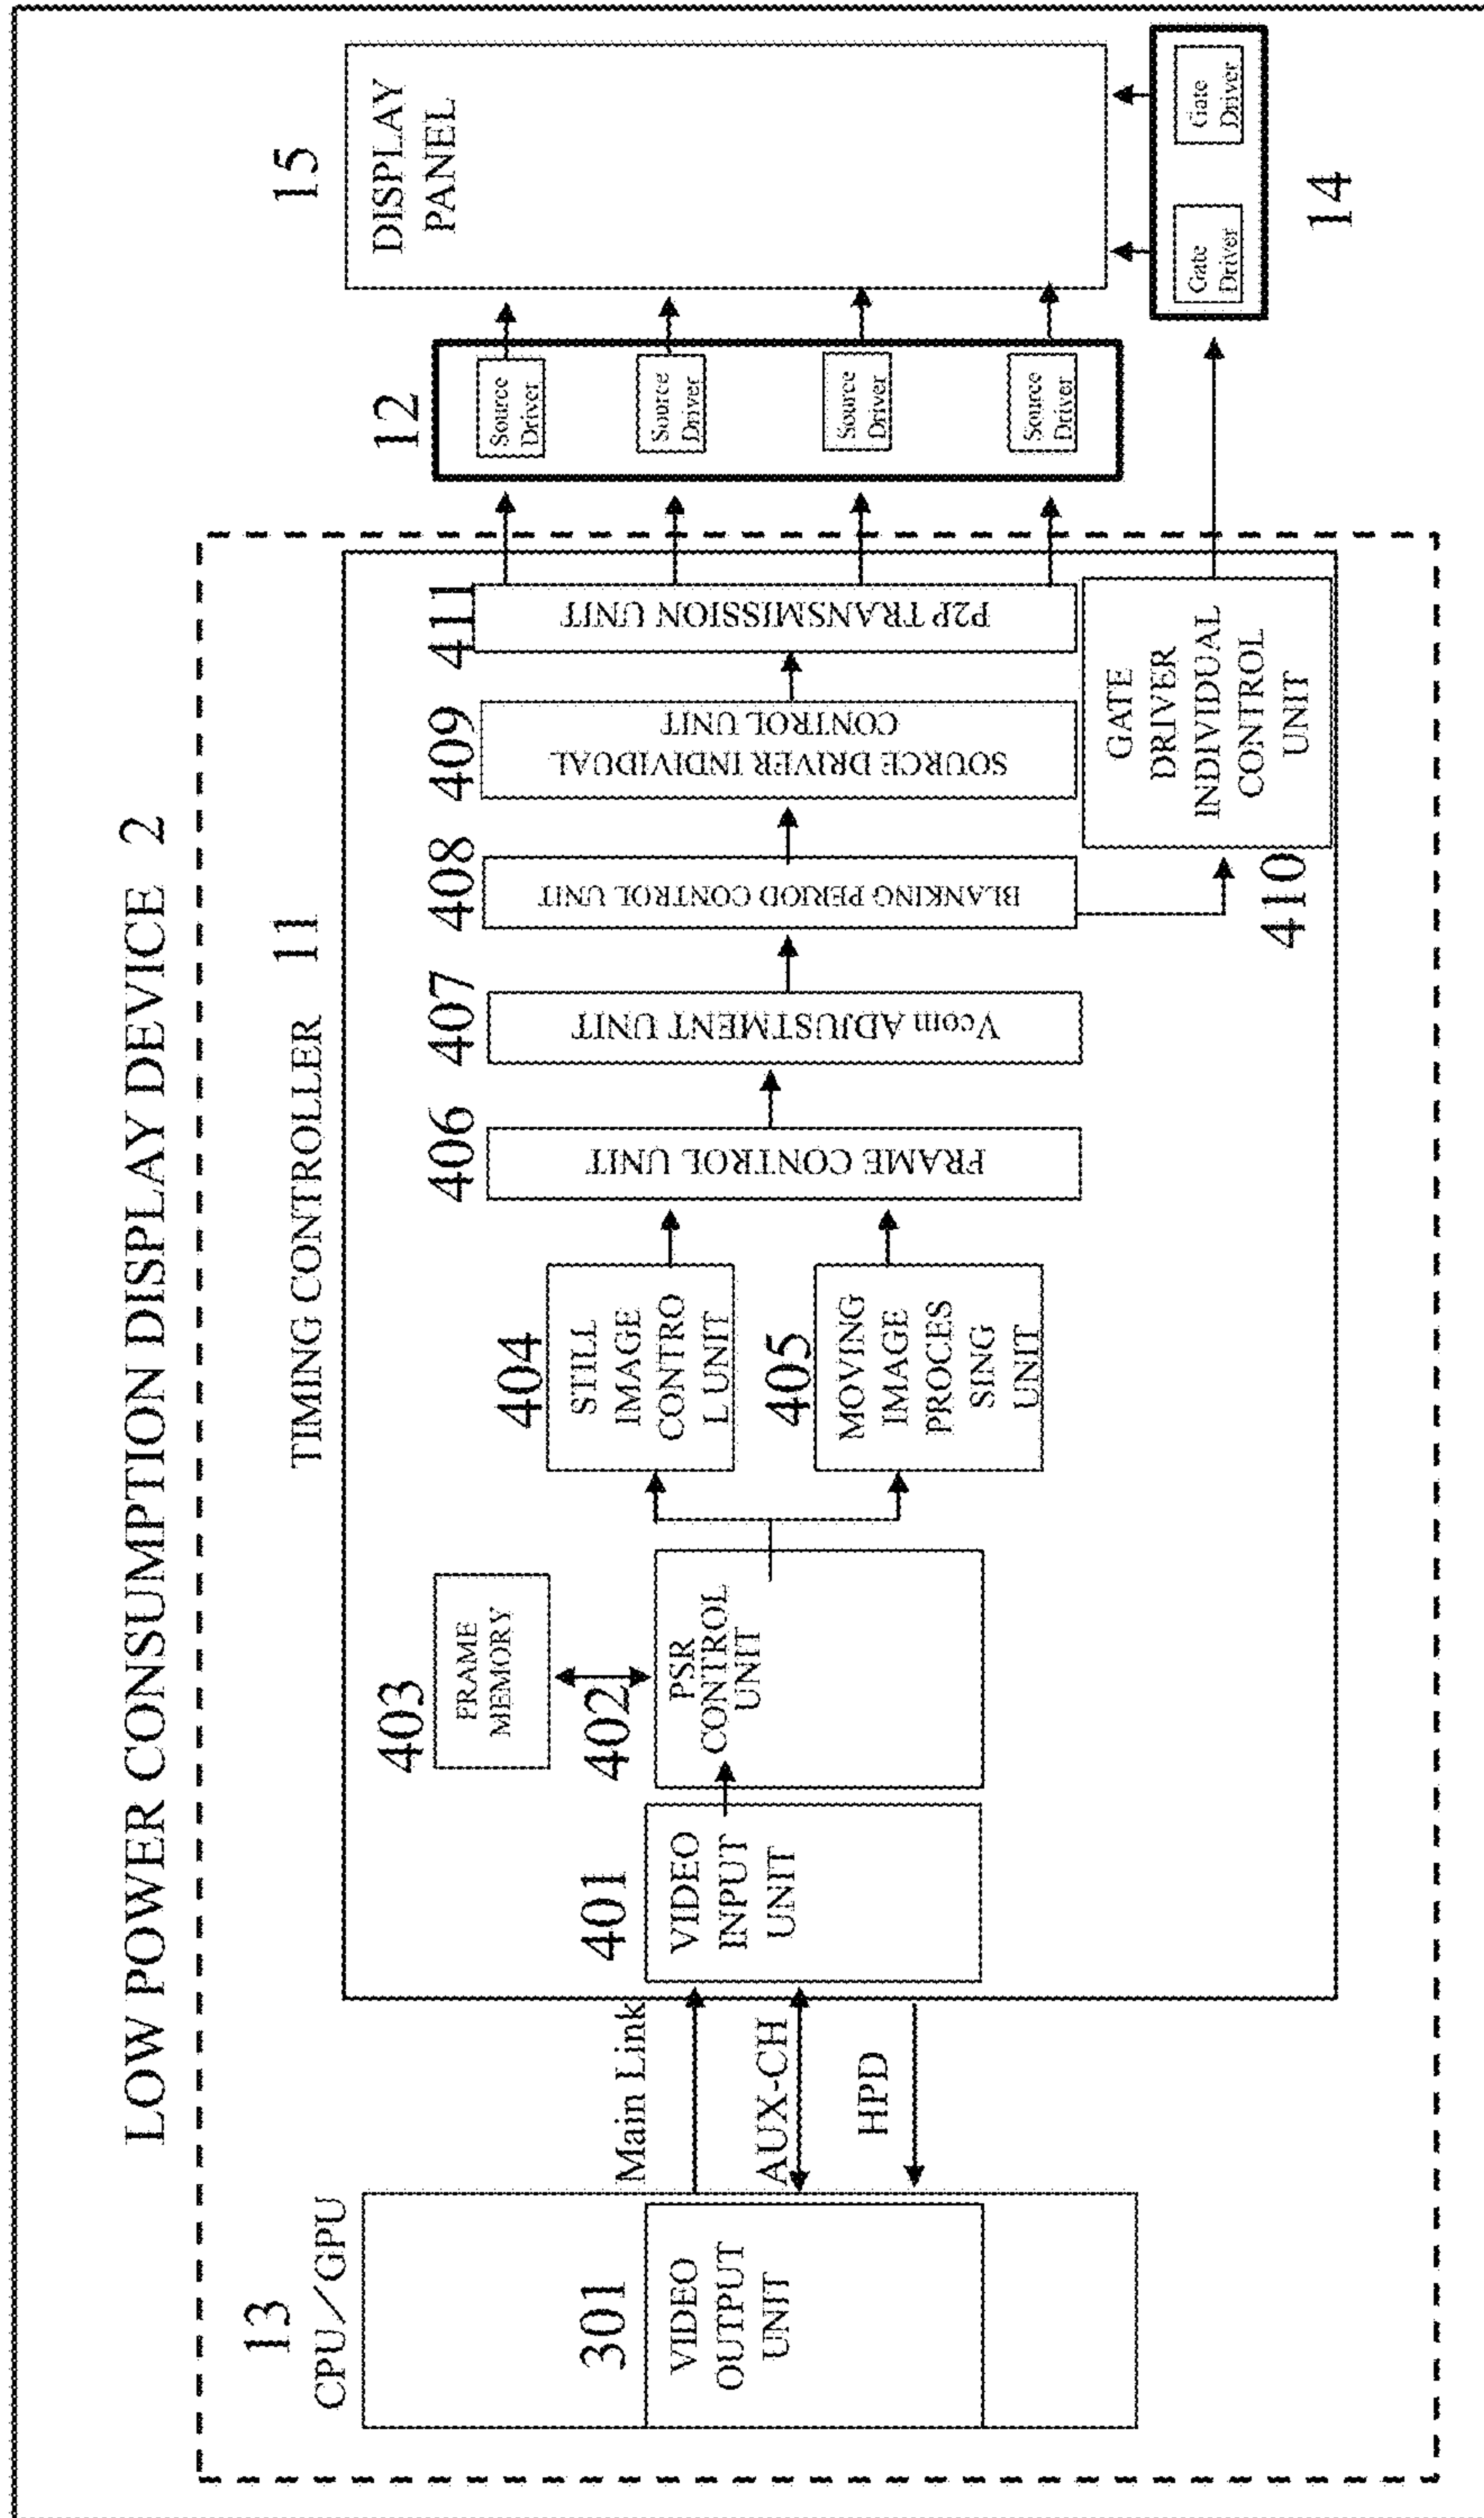 LOW POWER CONSUMPTION DISPLAY DEVICE 2
13
CPU/GPU
301
VIDEO
OUTPUT
UNIT
Main Link
AUX-CH
HPD
TIMING CONTROLLER 11
401
VIDEO
INPUT
UNIT
402
PSR
CONTROL
UNIT
403
FRAME
MEMORY
404
STILL
IMAGE
CONTRO
L UNIT
405
MOVING
IMAGE
PROCES
SING
UNIT
406
FRAME CONTROL UNIT
407
Vcom ADJUSTMENT UNIT
408
BLANKING PERIOD CONTROL UNIT
409
SOURCE DRIVER INDIVIDUAL
CONTROL UNIT
410
GATE
DRIVER
INDIVIDUAL
CONTROL
UNIT
411
P2P TRANSMISSION UNIT
12
Source
Driver
Source
Driver
Source
Driver
Source
Driver
15
DISPLAY
PANEL
Gate
Driver
Gate
Driver
14